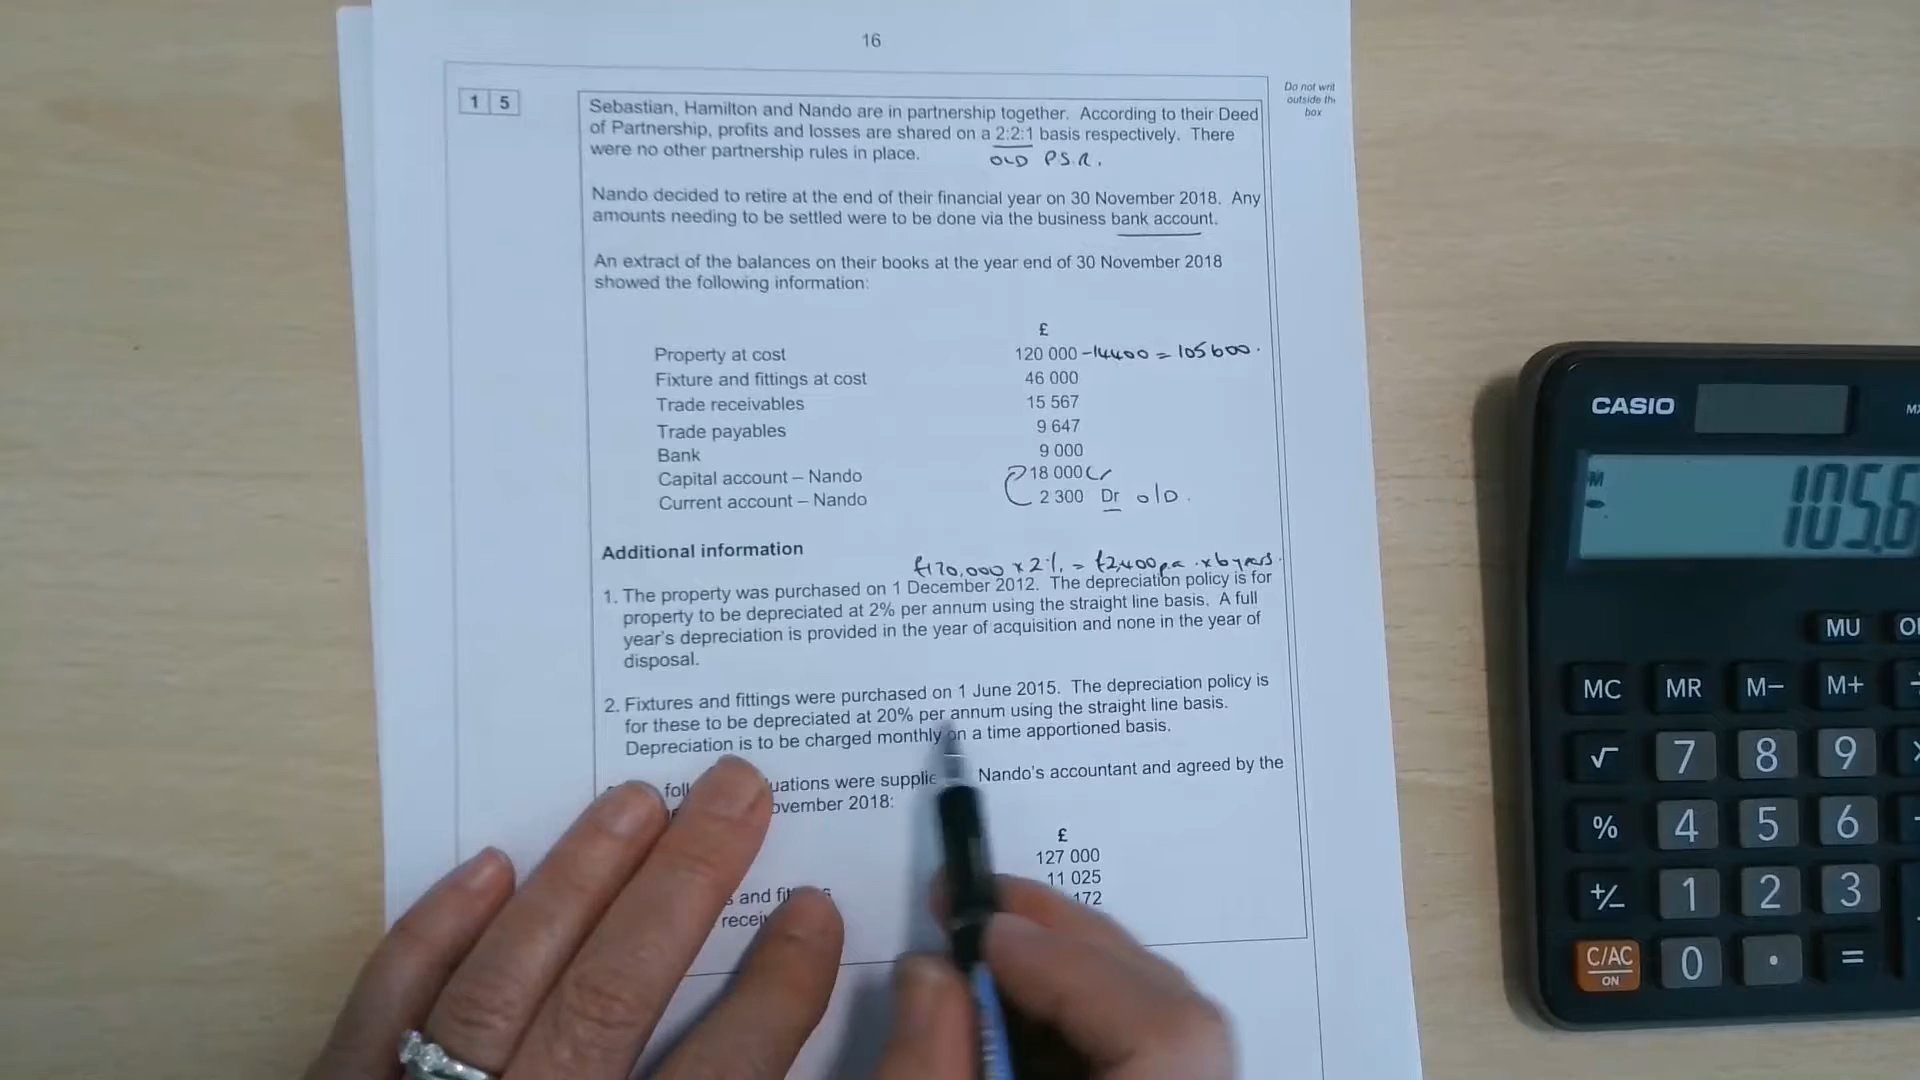 16
Do not writ
outside the
box
1 5
Sebastian, Hamilton and Nando are in partnership together. According to their Deed
of Partnership, profits and losses are shared on a 2:2:1 basis respectively. There
were no other partnership rules in place.
OLD P.S.R.
Nando decided to retire at the end of their financial year on 30 November 2018. Any
amounts needing to be settled were to be done via the business bank account.
An extract of the balances on their books at the year end of 30 November 2018
showed the following information:
£
Property at cost 120 000 -14400 = 105600.
Fixture and fittings at cost 46 000
Trade receivables 15 567
Trade payables 9 647
Bank 9 000
Capital account – Nando 18 000 Cr
Current account – Nando 2 300 Dr old.
Additional information
£120,000 x 2% = £2,400pa. x 6 years.
1. The property was purchased on 1 December 2012. The depreciation policy is for
property to be depreciated at 2% per annum using the straight line basis. A full
year's depreciation is provided in the year of acquisition and none in the year of
disposal.
2. Fixtures and fittings were purchased on 1 June 2015. The depreciation policy is
for these to be depreciated at 20% per annum using the straight line basis.
Depreciation is to be charged monthly on a time apportioned basis.
Nando's accountant and agreed by the
ovember 2018:
£
127 000
11 025
and fit 172
recei
CASIO
M
105,6
MU
MC MR M− M+
√ 7 8 9
% 4 5 6
+/− 1 2 3
C/AC
ON
0 . =